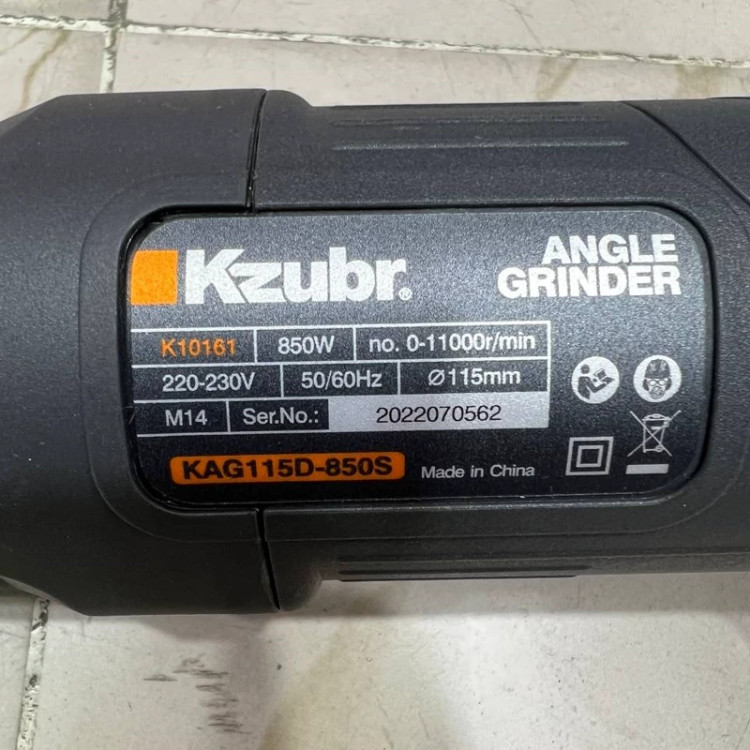 Kzubr®
ANGLE
GRINDER
K10161 850W no. 0-11000r/min
220-230V 50/60Hz Ø115mm
M14 Ser.No.: 2022070562
KAG115D-850S Made in China